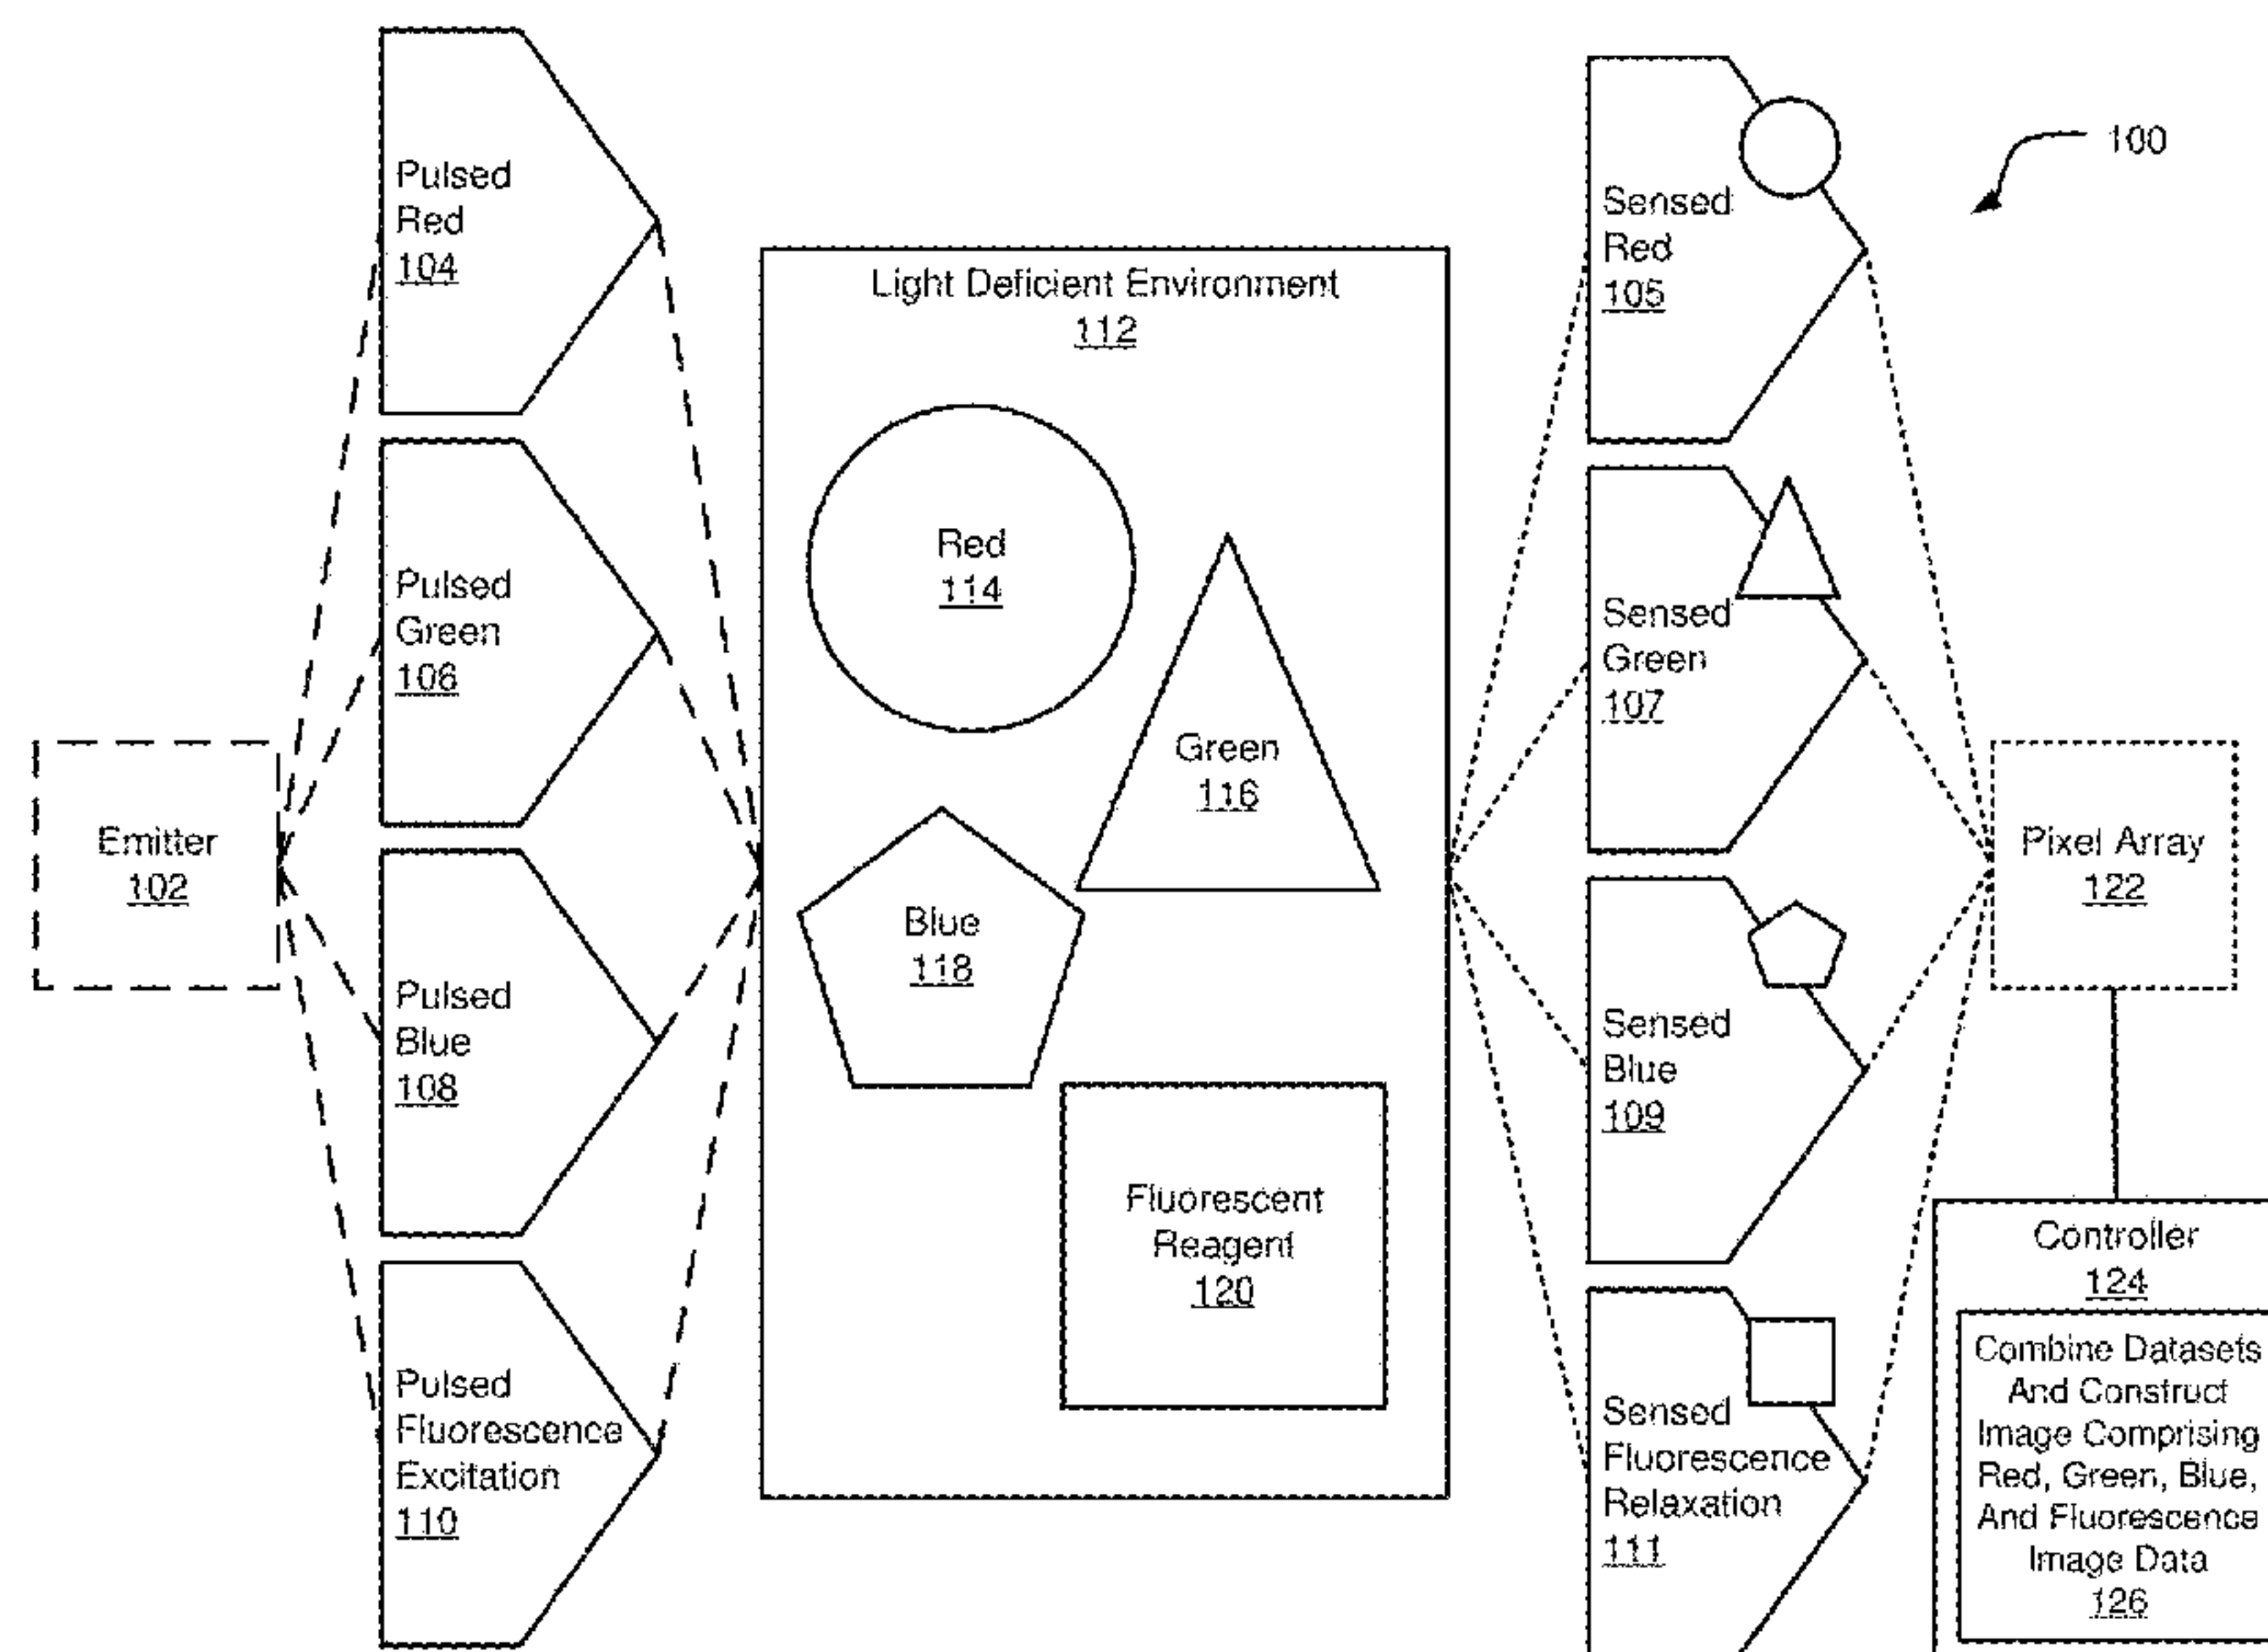 Pulsed
Red
104
Pulsed
Green
106
Pulsed
Blue
108
Pulsed
Fluorescence
Excitation
110
Emitter
102
Light Deficient Environment
112
Red
114
Green
116
Blue
118
Fluorescent
Reagent
120
Sensed
Red
105
Sensed
Green
107
Sensed
Blue
109
Sensed
Fluorescence
Relaxation
111
100
Pixel Array
122
Controller
124
Combine Datasets
And Construct
Image Comprising
Red, Green, Blue,
And Fluorescence
Image Data
126